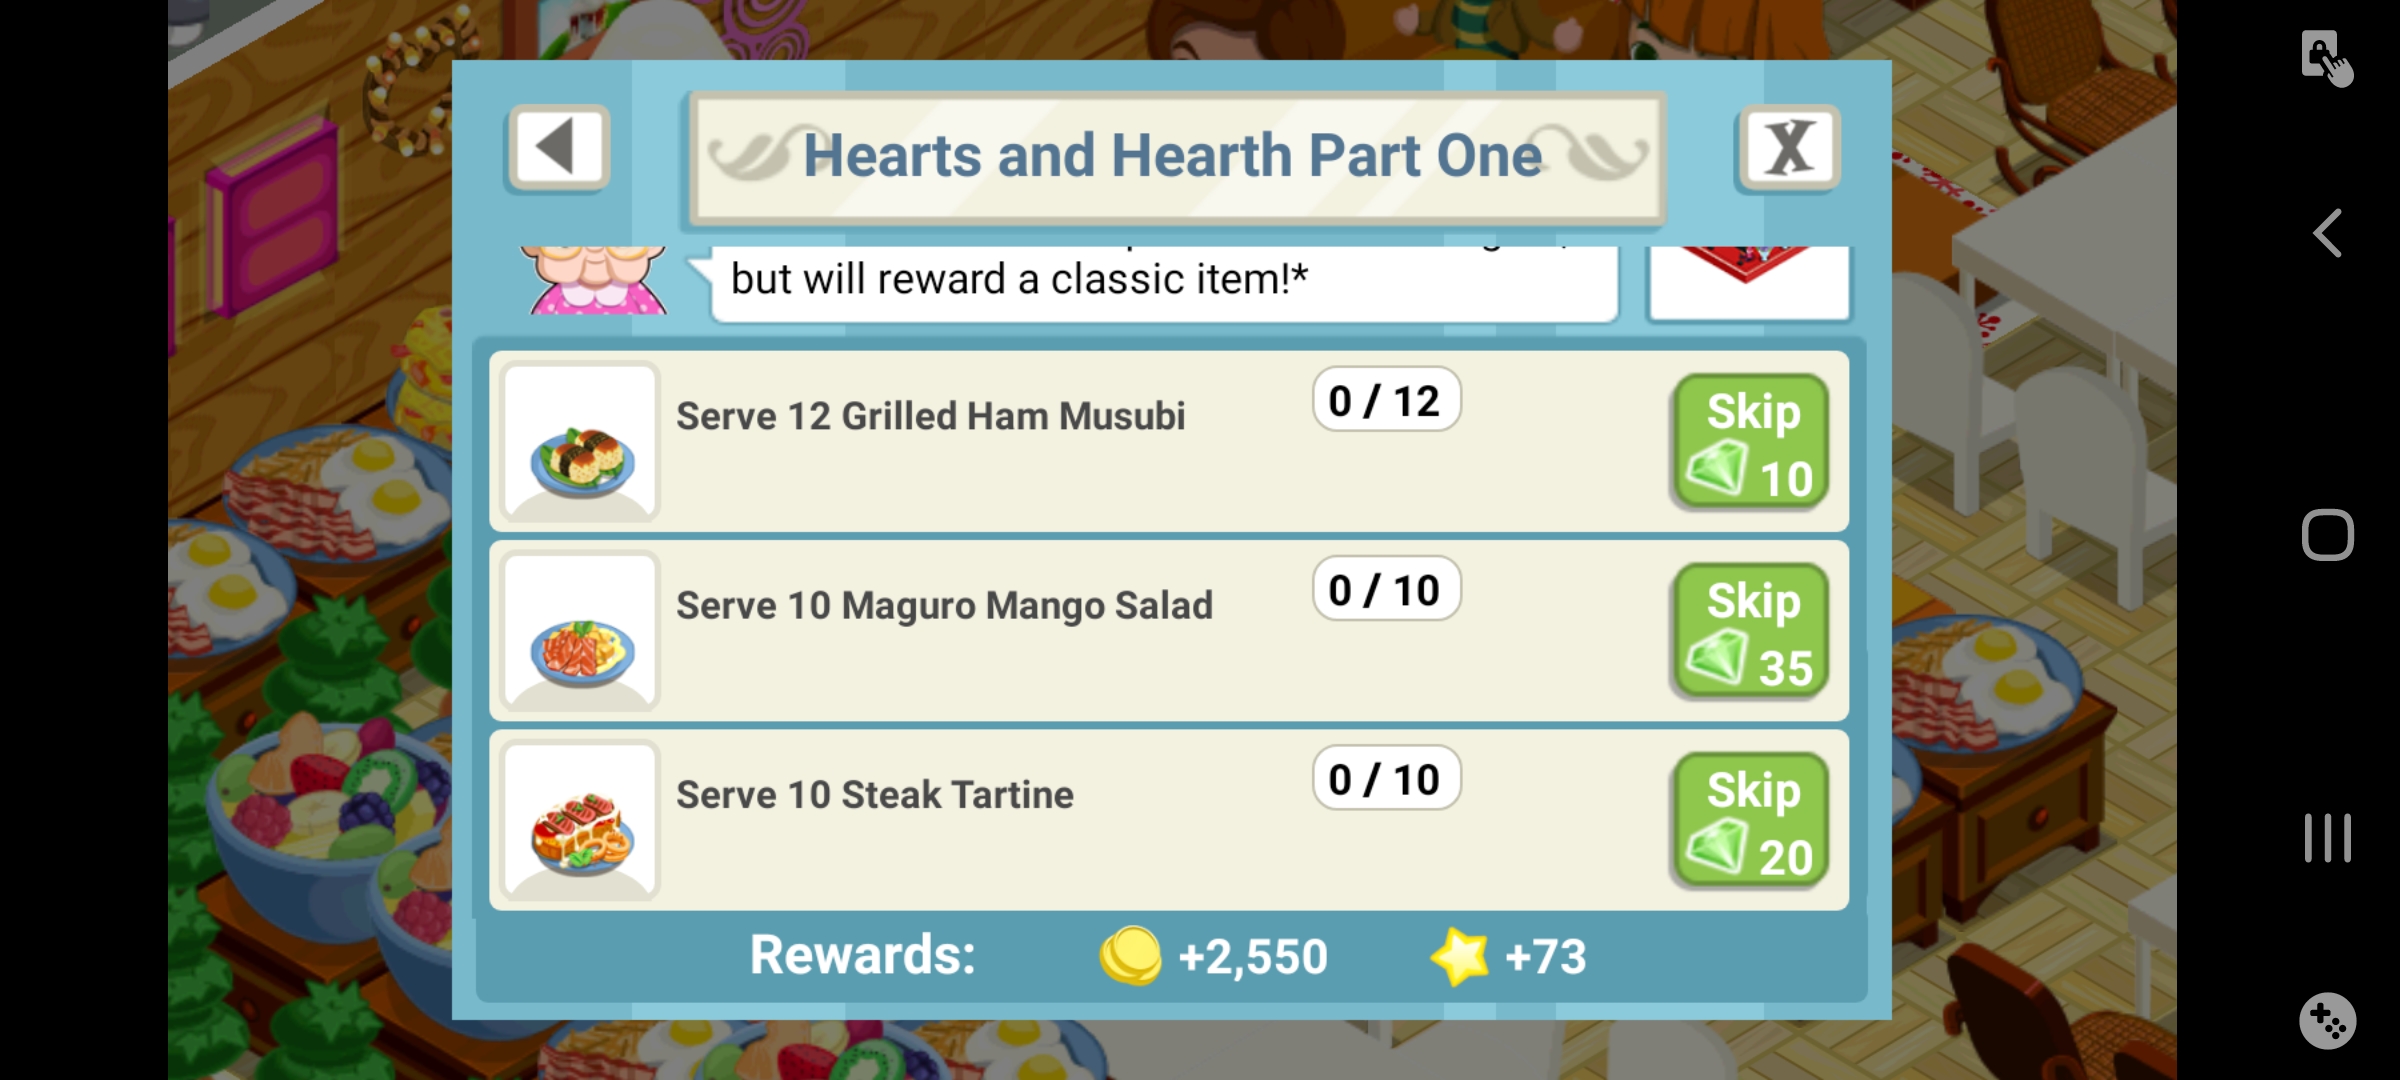 Hearts and Hearth Part One
X
but will reward a classic item!*
Serve 12 Grilled Ham Musubi
0 / 12
Skip
10
Serve 10 Maguro Mango Salad
0 / 10
Skip
35
Serve 10 Steak Tartine
0 / 10
Skip
20
Rewards: +2,550 +73